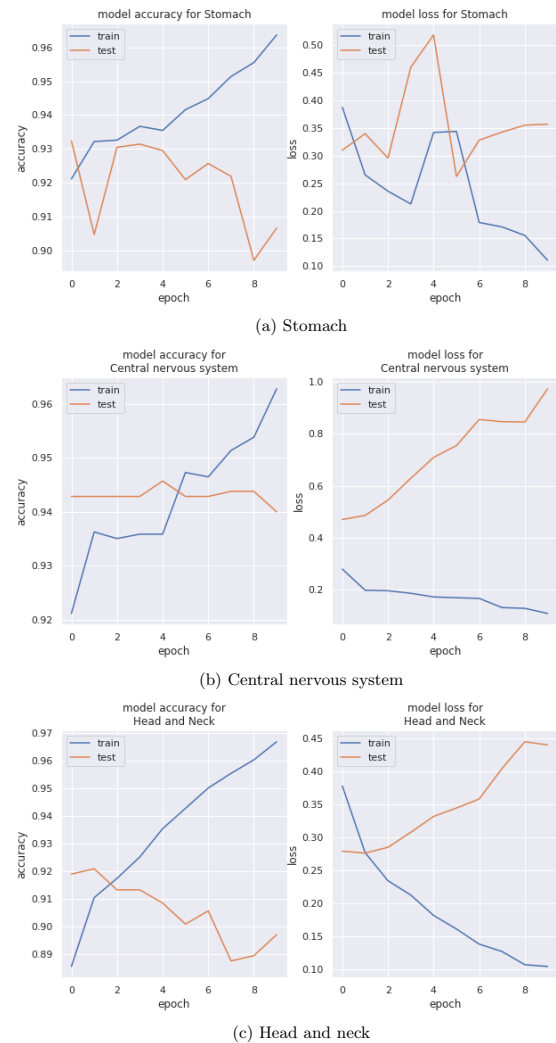 model accuracy for Stomach
train
test
0.96
0.95
0.94
0.93
0.92
0.91
0.90
accuracy
0 2 4 6 8
epoch
model loss for Stomach
train
test
0.50
0.45
0.40
0.35
0.30
0.25
0.20
0.15
0.10
loss
0 2 4 6 8
epoch
(a) Stomach
model accuracy for
Central nervous system
train
test
0.96
0.95
0.94
0.93
0.92
accuracy
0 2 4 6 8
epoch
model loss for
Central nervous system
train
test
1.0
0.8
0.6
0.4
0.2
loss
0 2 4 6 8
epoch
(b) Central nervous system
model accuracy for
Head and Neck
train
test
0.97
0.96
0.95
0.94
0.93
0.92
0.91
0.90
0.89
accuracy
0 2 4 6 8
epoch
model loss for
Head and Neck
train
test
0.45
0.40
0.35
0.30
0.25
0.20
0.15
0.10
loss
0 2 4 6 8
epoch
(c) Head and neck